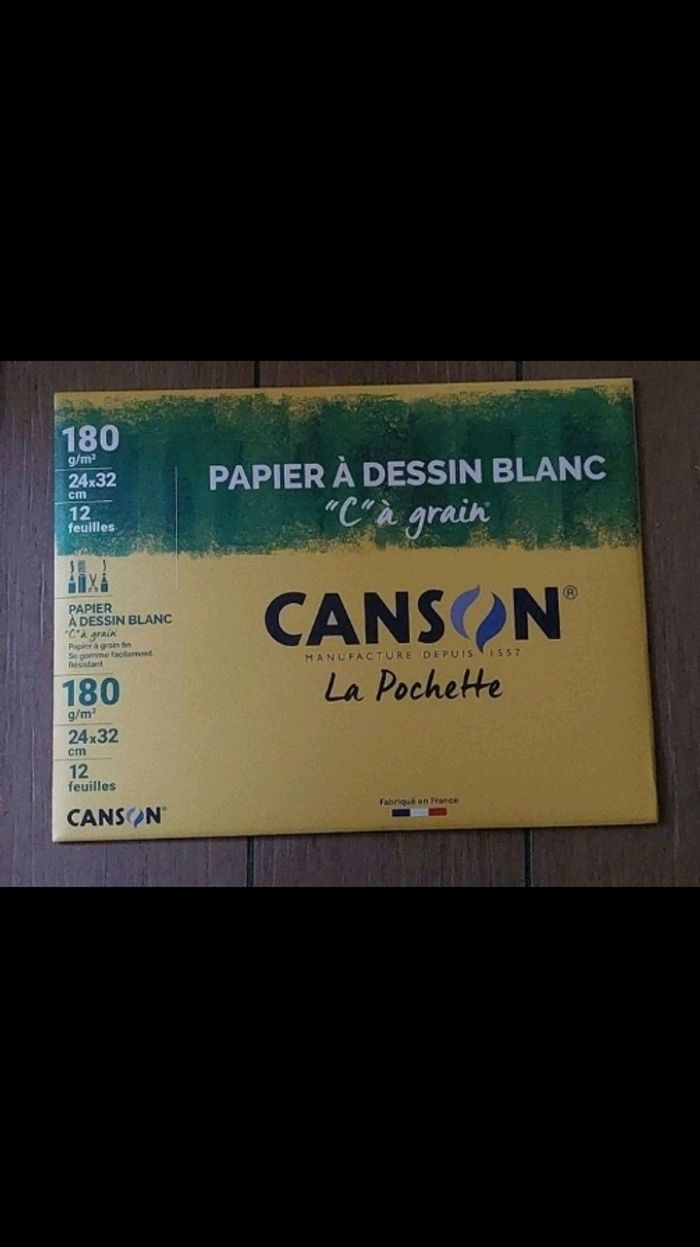 180
g/m²
24x32
cm
12
feuilles
PAPIER À DESSIN BLANC
"C" à grain
PAPIER
À DESSIN BLANC
"C" à grain
Papier à grain fin
Se gomme facilement
Résistant
180
g/m²
24x32
cm
12
feuilles
CANSON
CANSON®
MANUFACTURE DEPUIS 1557
La Pochette
Fabriqué en France